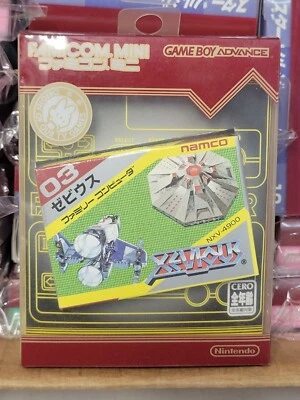 FAMICOM MINI
ファミコンミニ
GAME BOY ADVANCE
03
ゼビウス
ファミリー コンピュータ
namco
NXV-4900
XEVIOUS®
CERO
全年齢
Nintendo